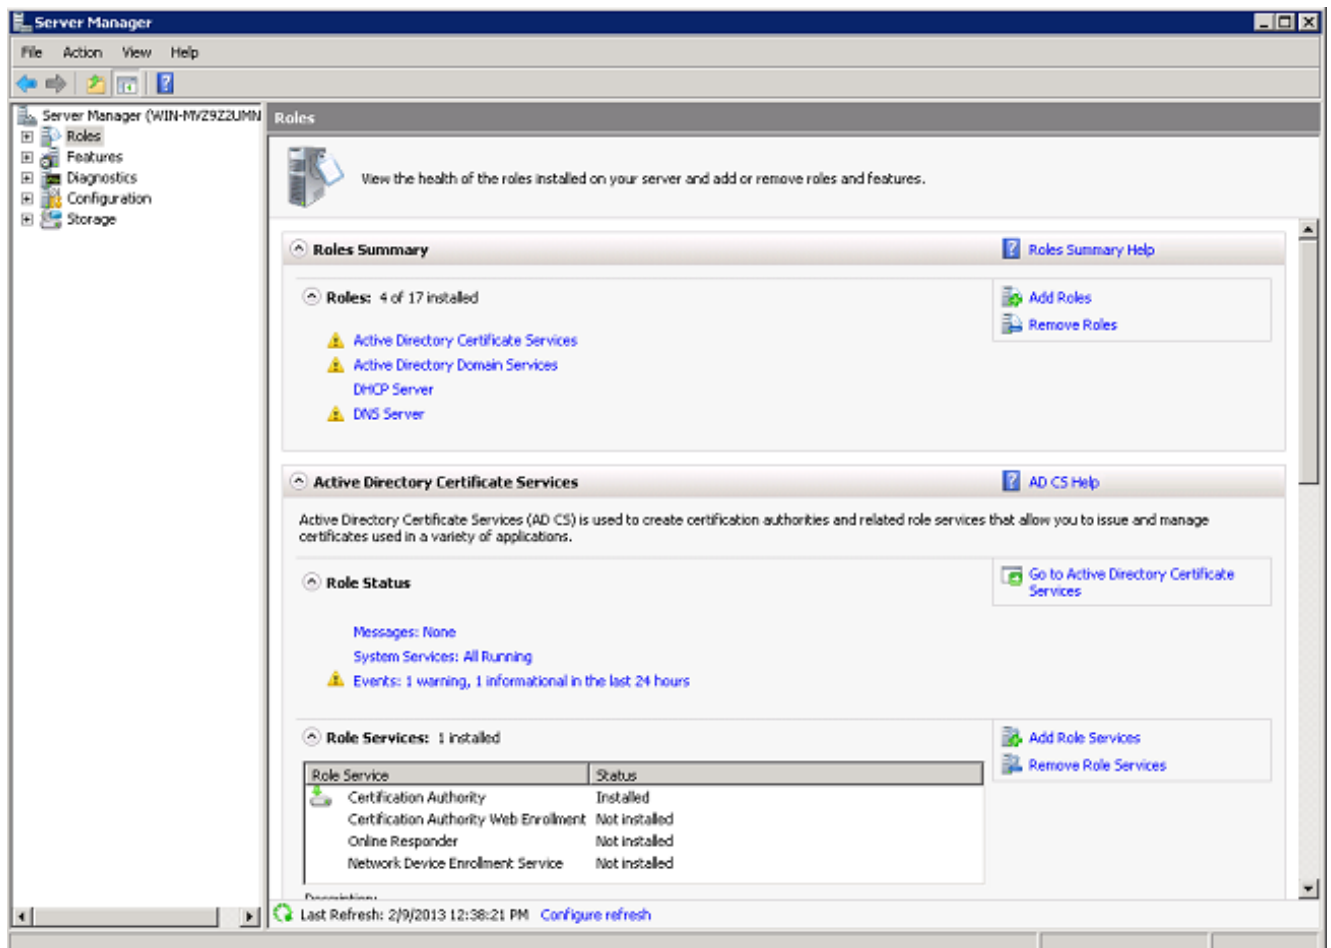 Server Manager
File Action View Help
Server Manager (WIN-MVZ9Z2UMN
Roles
Features
Diagnostics
Configuration
Storage
Roles
View the health of the roles installed on your server and add or remove roles and features.
Roles Summary
Roles Summary Help
Roles: 4 of 17 installed
Add Roles
Remove Roles
Active Directory Certificate Services
Active Directory Domain Services
DHCP Server
DNS Server
Active Directory Certificate Services
AD CS Help
Active Directory Certificate Services (AD CS) is used to create certification authorities and related role services that allow you to issue and manage
certificates used in a variety of applications.
Role Status
Go to Active Directory Certificate
Services
Messages: None
System Services: All Running
Events: 1 warning, 1 informational in the last 24 hours
Role Services: 1 installed
Add Role Services
Remove Role Services
Role Service Status
Certification Authority Installed
Certification Authority Web Enrollment Not installed
Online Responder Not installed
Network Device Enrollment Service Not installed
Description:
Last Refresh: 2/9/2013 12:38:21 PM Configure refresh